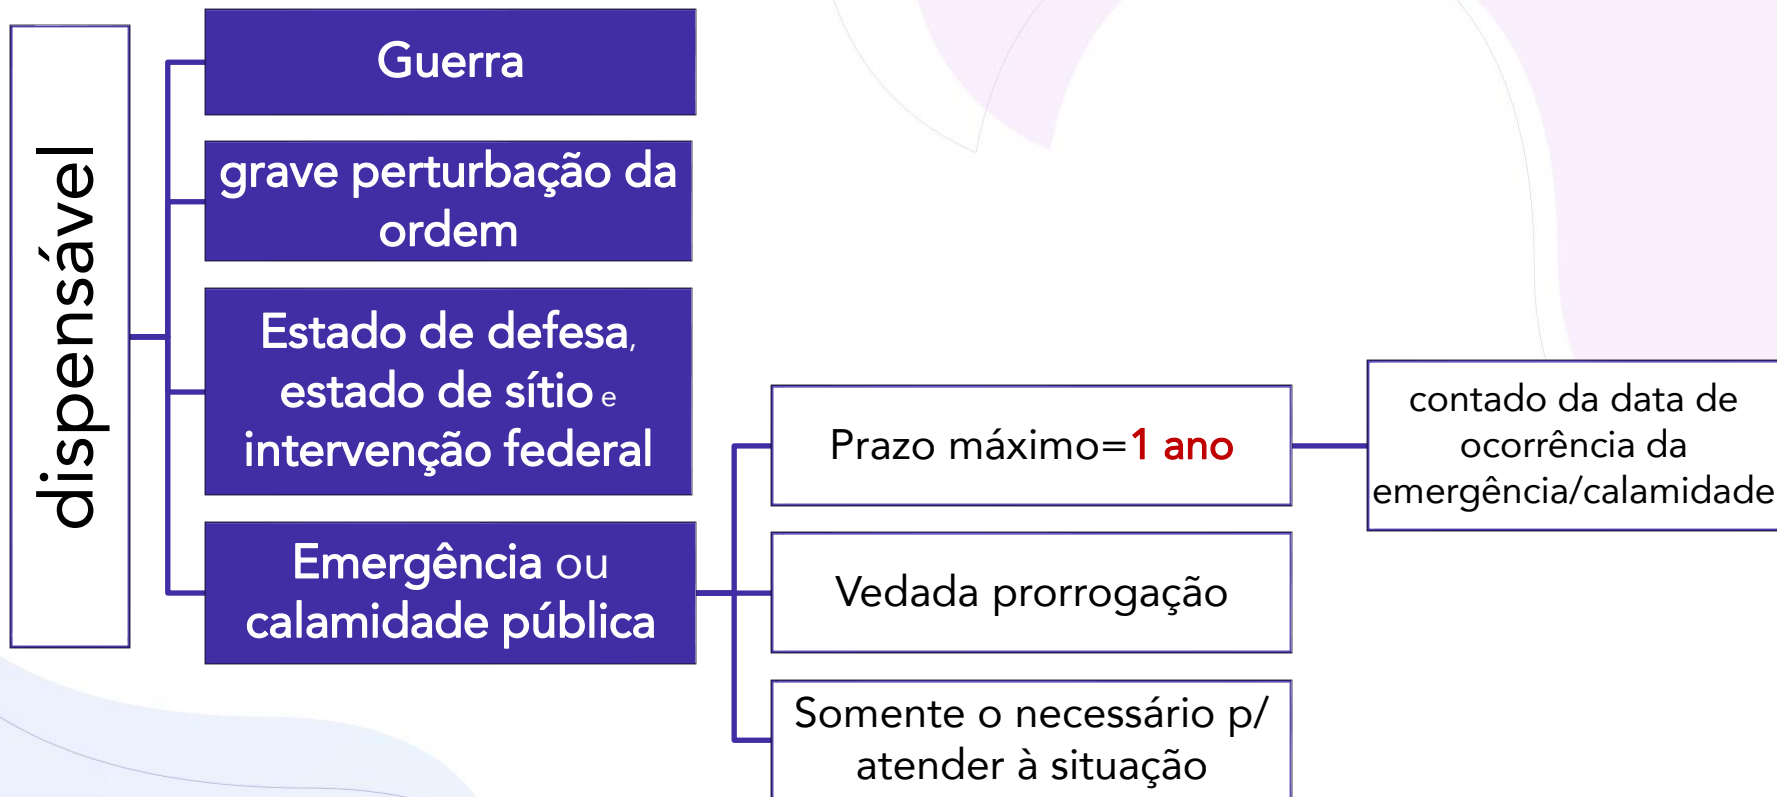 dispensável
Guerra
grave perturbação da
ordem
Estado de defesa,
estado de sítio e
intervenção federal
Emergência ou
calamidade pública
Prazo máximo=1 ano
contado da data de
ocorrência da
emergência/calamidade
Vedada prorrogação
Somente o necessário p/
atender à situação